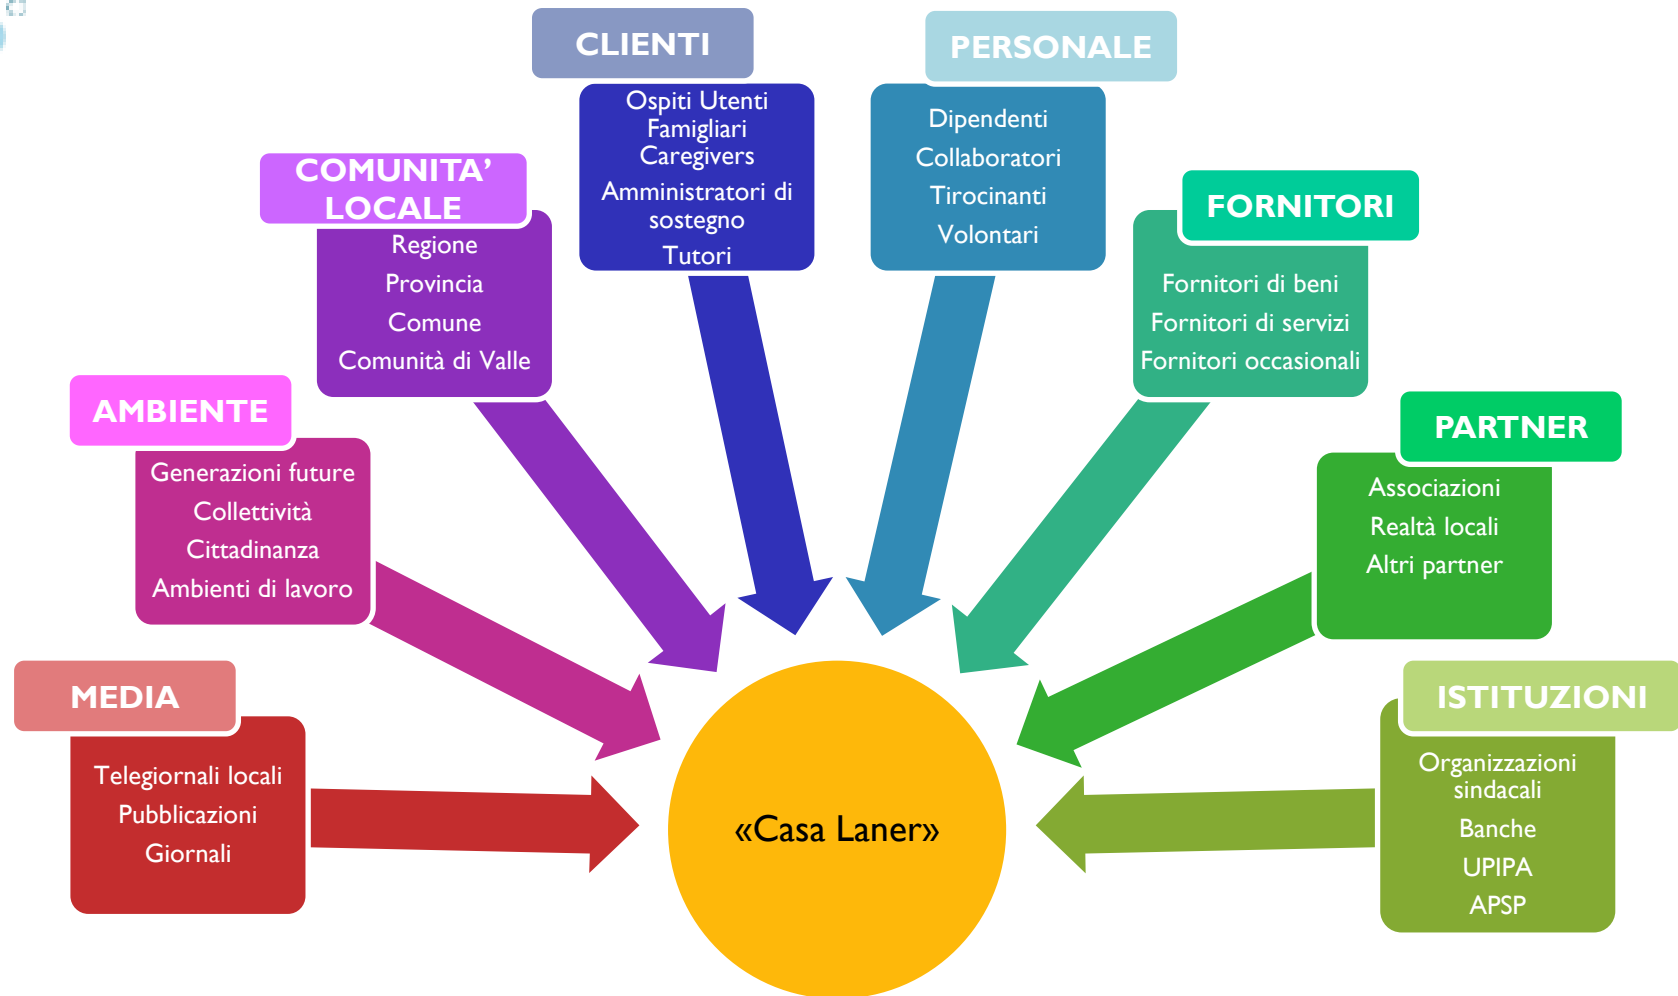 CLIENTI
Ospiti Utenti
Famigliari
Caregivers
Amministratori di
sostegno
Tutori
PERSONALE
Dipendenti
Collaboratori
Tirocinanti
Volontari
COMUNITA’
LOCALE
Regione
Provincia
Comune
Comunità di Valle
FORNITORI
Fornitori di beni
Fornitori di servizi
Fornitori occasionali
AMBIENTE
Generazioni future
Collettività
Cittadinanza
Ambienti di lavoro
PARTNER
Associazioni
Realtà locali
Altri partner
MEDIA
Telegiornali locali
Pubblicazioni
Giornali
ISTITUZIONI
Organizzazioni
sindacali
Banche
UPIPA
APSP
«Casa Laner»